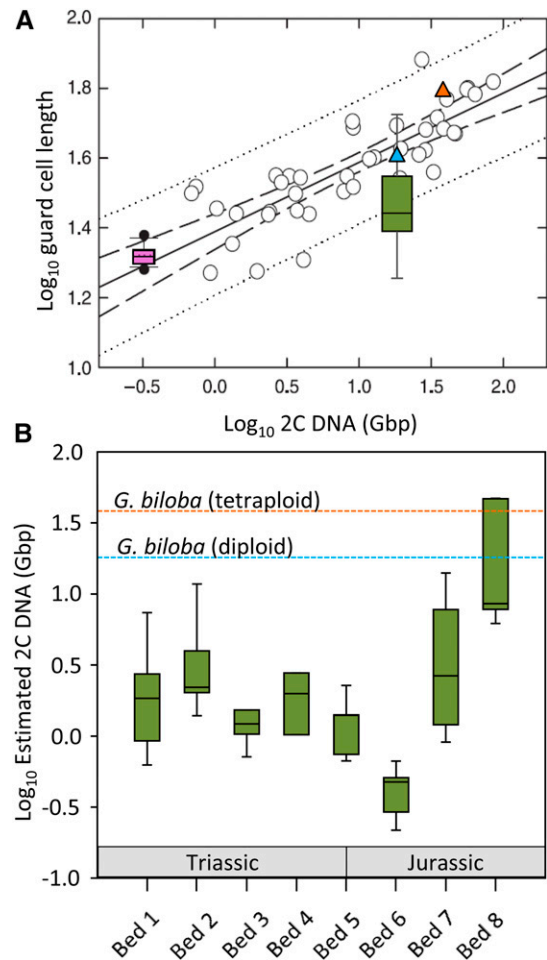 A
2.0
1.8
1.6
1.4
1.2
1.0
Log10 guard cell length
−0.5 0.0 0.5 1.0 1.5 2.0
Log10 2C DNA (Gbp)
B
2.0
1.5
1.0
0.5
0.0
-0.5
-1.0
Log10 Estimated 2C DNA (Gbp)
G. biloba (tetraploid)
G. biloba (diploid)
Triassic Jurassic
Bed 1 Bed 2 Bed 3 Bed 4 Bed 5 Bed 6 Bed 7 Bed 8